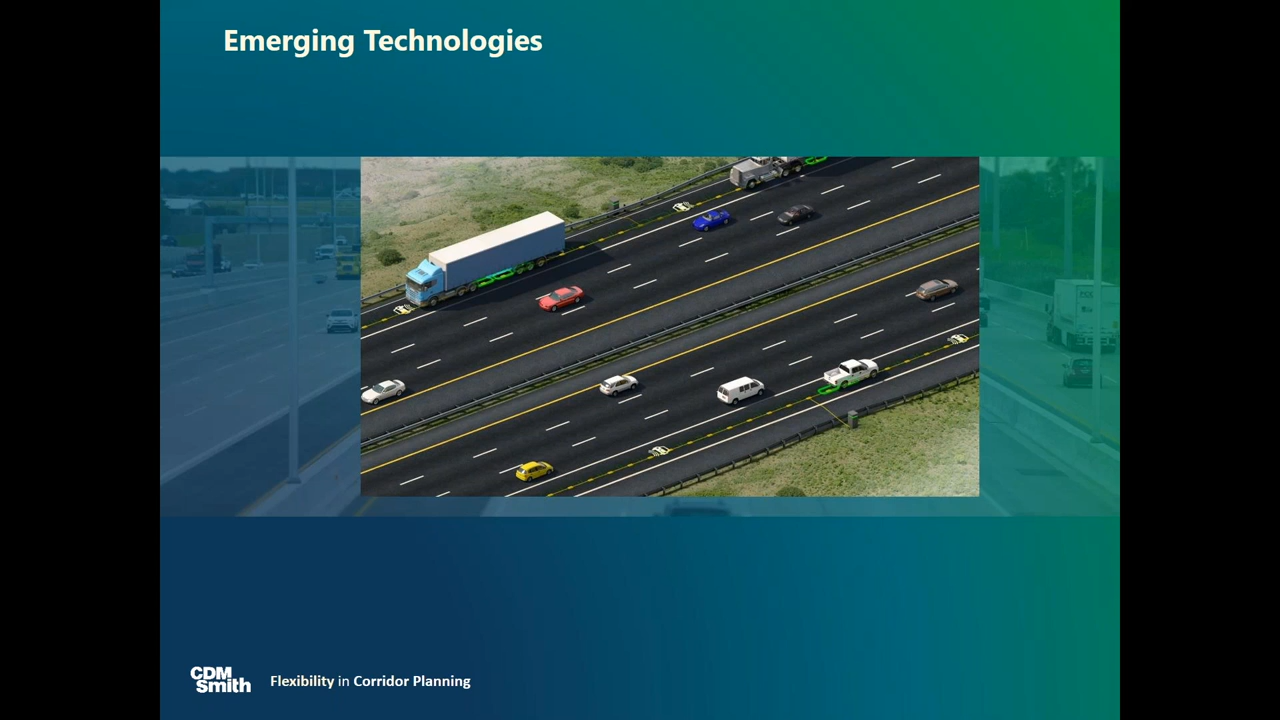 Emerging Technologies
CDM
Smith
Flexibility in Corridor Planning